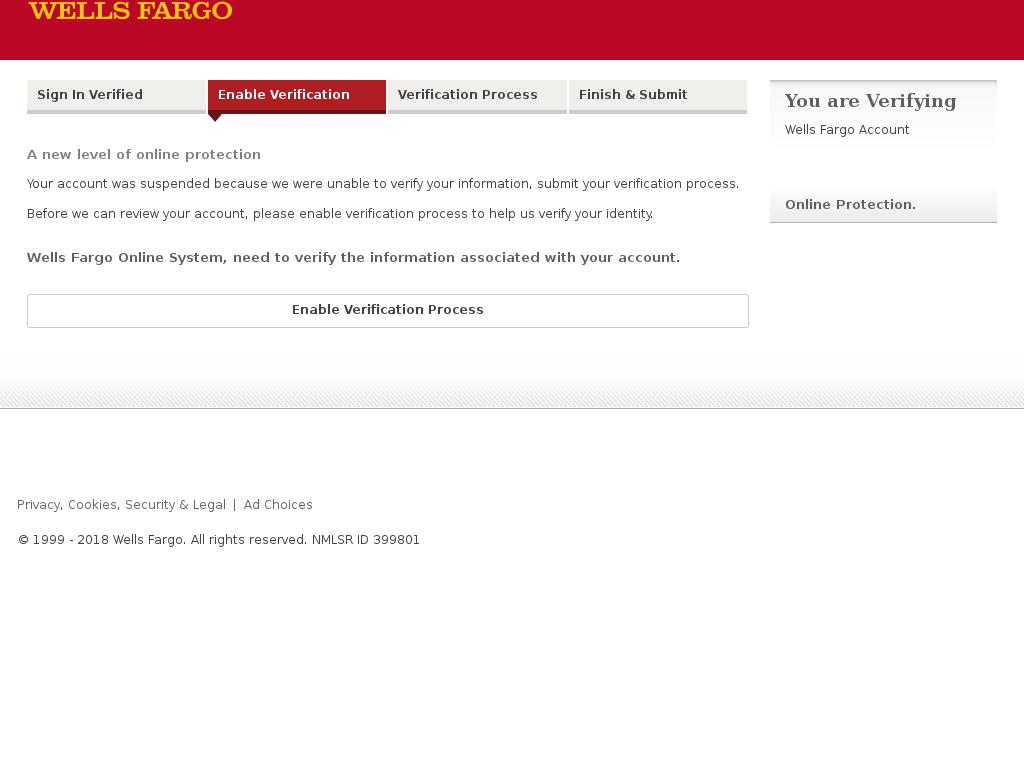 WELLS FARGO
Sign In Verified
Enable Verification
Verification Process
Finish & Submit
You are Verifying
Wells Fargo Account
A new level of online protection
Your account was suspended because we were unable to verify your information, submit your verification process.
Online Protection.
Before we can review your account, please enable verification process to help us verify your identity.
Wells Fargo Online System, need to verify the information associated with your account.
Enable Verification Process
Privacy, Cookies, Security & Legal | Ad Choices
© 1999 - 2018 Wells Fargo. All rights reserved. NMLSR ID 399801